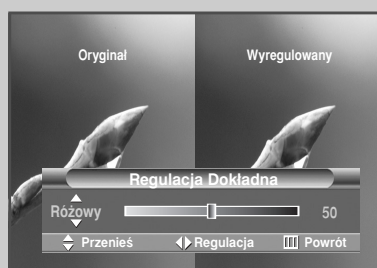 Oryginał Wyregulowany
Regulacja Dokładna
Różowy 50
Przenieś Regulacja Powrót